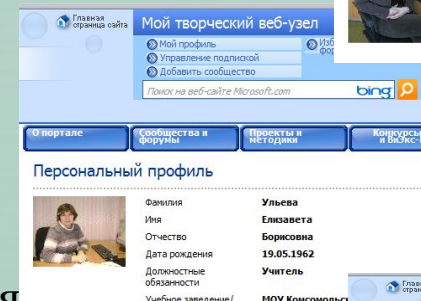 Главная
страница сайта
Мой творческий веб-узел
Мой профиль
Управление подпиской
Добавить сообщество
Поиск на веб-сайте Microsoft.com
bing
О портале
Сообщества и
форумы
Проекты и
методики
Конкурсы
Персональный профиль
Фамилия Ульева
Имя Елизавета
Отчество Борисовна
Дата рождения 19.05.1962
Должностные
обязанности Учитель
Учебное заведение/ МОУ
я